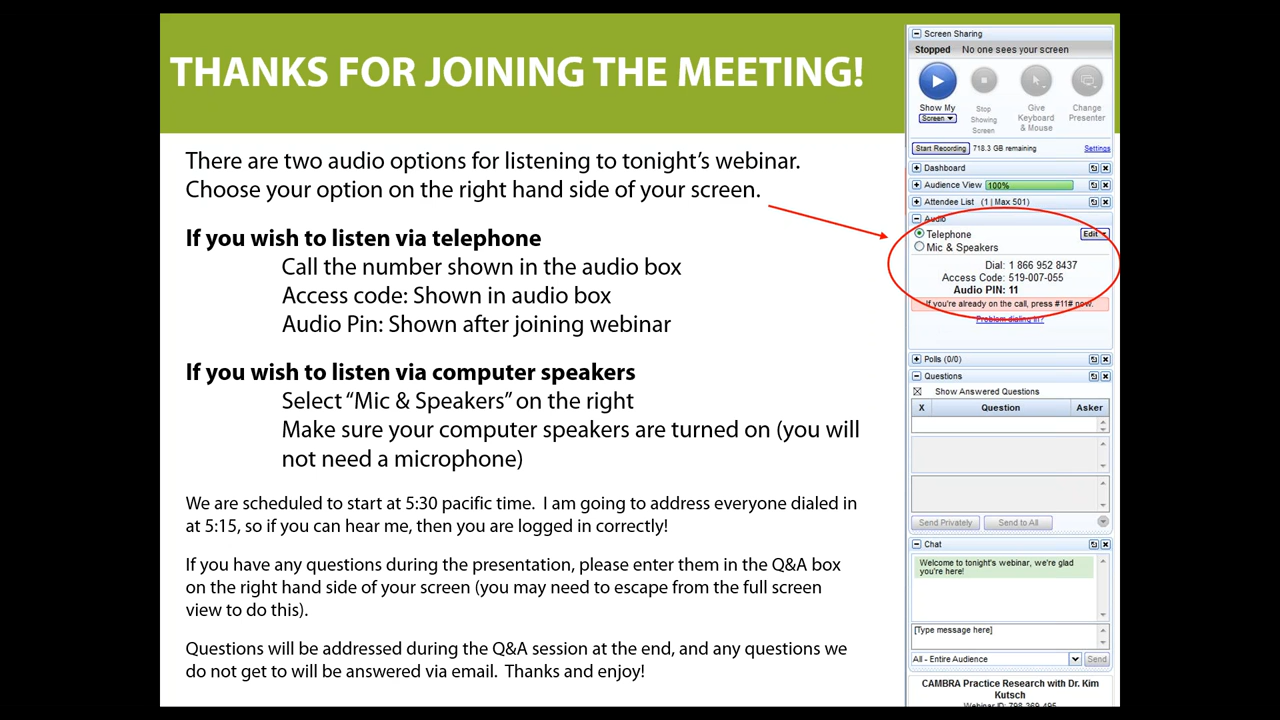 THANKS FOR JOINING THE MEETING!
There are two audio options for listening to tonight's webinar.
Choose your option on the right hand side of your screen.
If you wish to listen via telephone
Call the number shown in the audio box
Access code: Shown in audio box
Audio Pin: Shown after joining webinar
If you wish to listen via computer speakers
Select “Mic & Speakers” on the right
Make sure your computer speakers are turned on (you will
not need a microphone)
We are scheduled to start at 5:30 pacific time.  I am going to address everyone dialed in
at 5:15, so if you can hear me, then you are logged in correctly!
If you have any questions during the presentation, please enter them in the Q&A box
on the right hand side of your screen (you may need to escape from the full screen
view to do this).
Questions will be addressed during the Q&A session at the end, and any questions we
do not get to will be answered via email.  Thanks and enjoy!
Screen Sharing
Stopped No one sees your screen
Show My Screen
Stop Showing Screen
Give Keyboard & Mouse
Change Presenter
Start Recording 718.3 GB remaining Settings
Dashboard
Audience View 100%
Attendee List (1 | Max 501)
Audio
Telephone Edit
Mic & Speakers
Dial: 1 866 952 8437
Access Code: 519-007-055
Audio PIN: 11
If you're already on the call, press #11# now.
Problem dialing in?
Polls (0/0)
Questions
Show Answered Questions
X Question Asker
Send Privately Send to All
Chat
Welcome to tonight's webinar, we're glad
you're here!
[Type message here]
All - Entire Audience Send
CAMBRA Practice Research with Dr. Kim
Kutsch
Webinar ID: 798-369-495